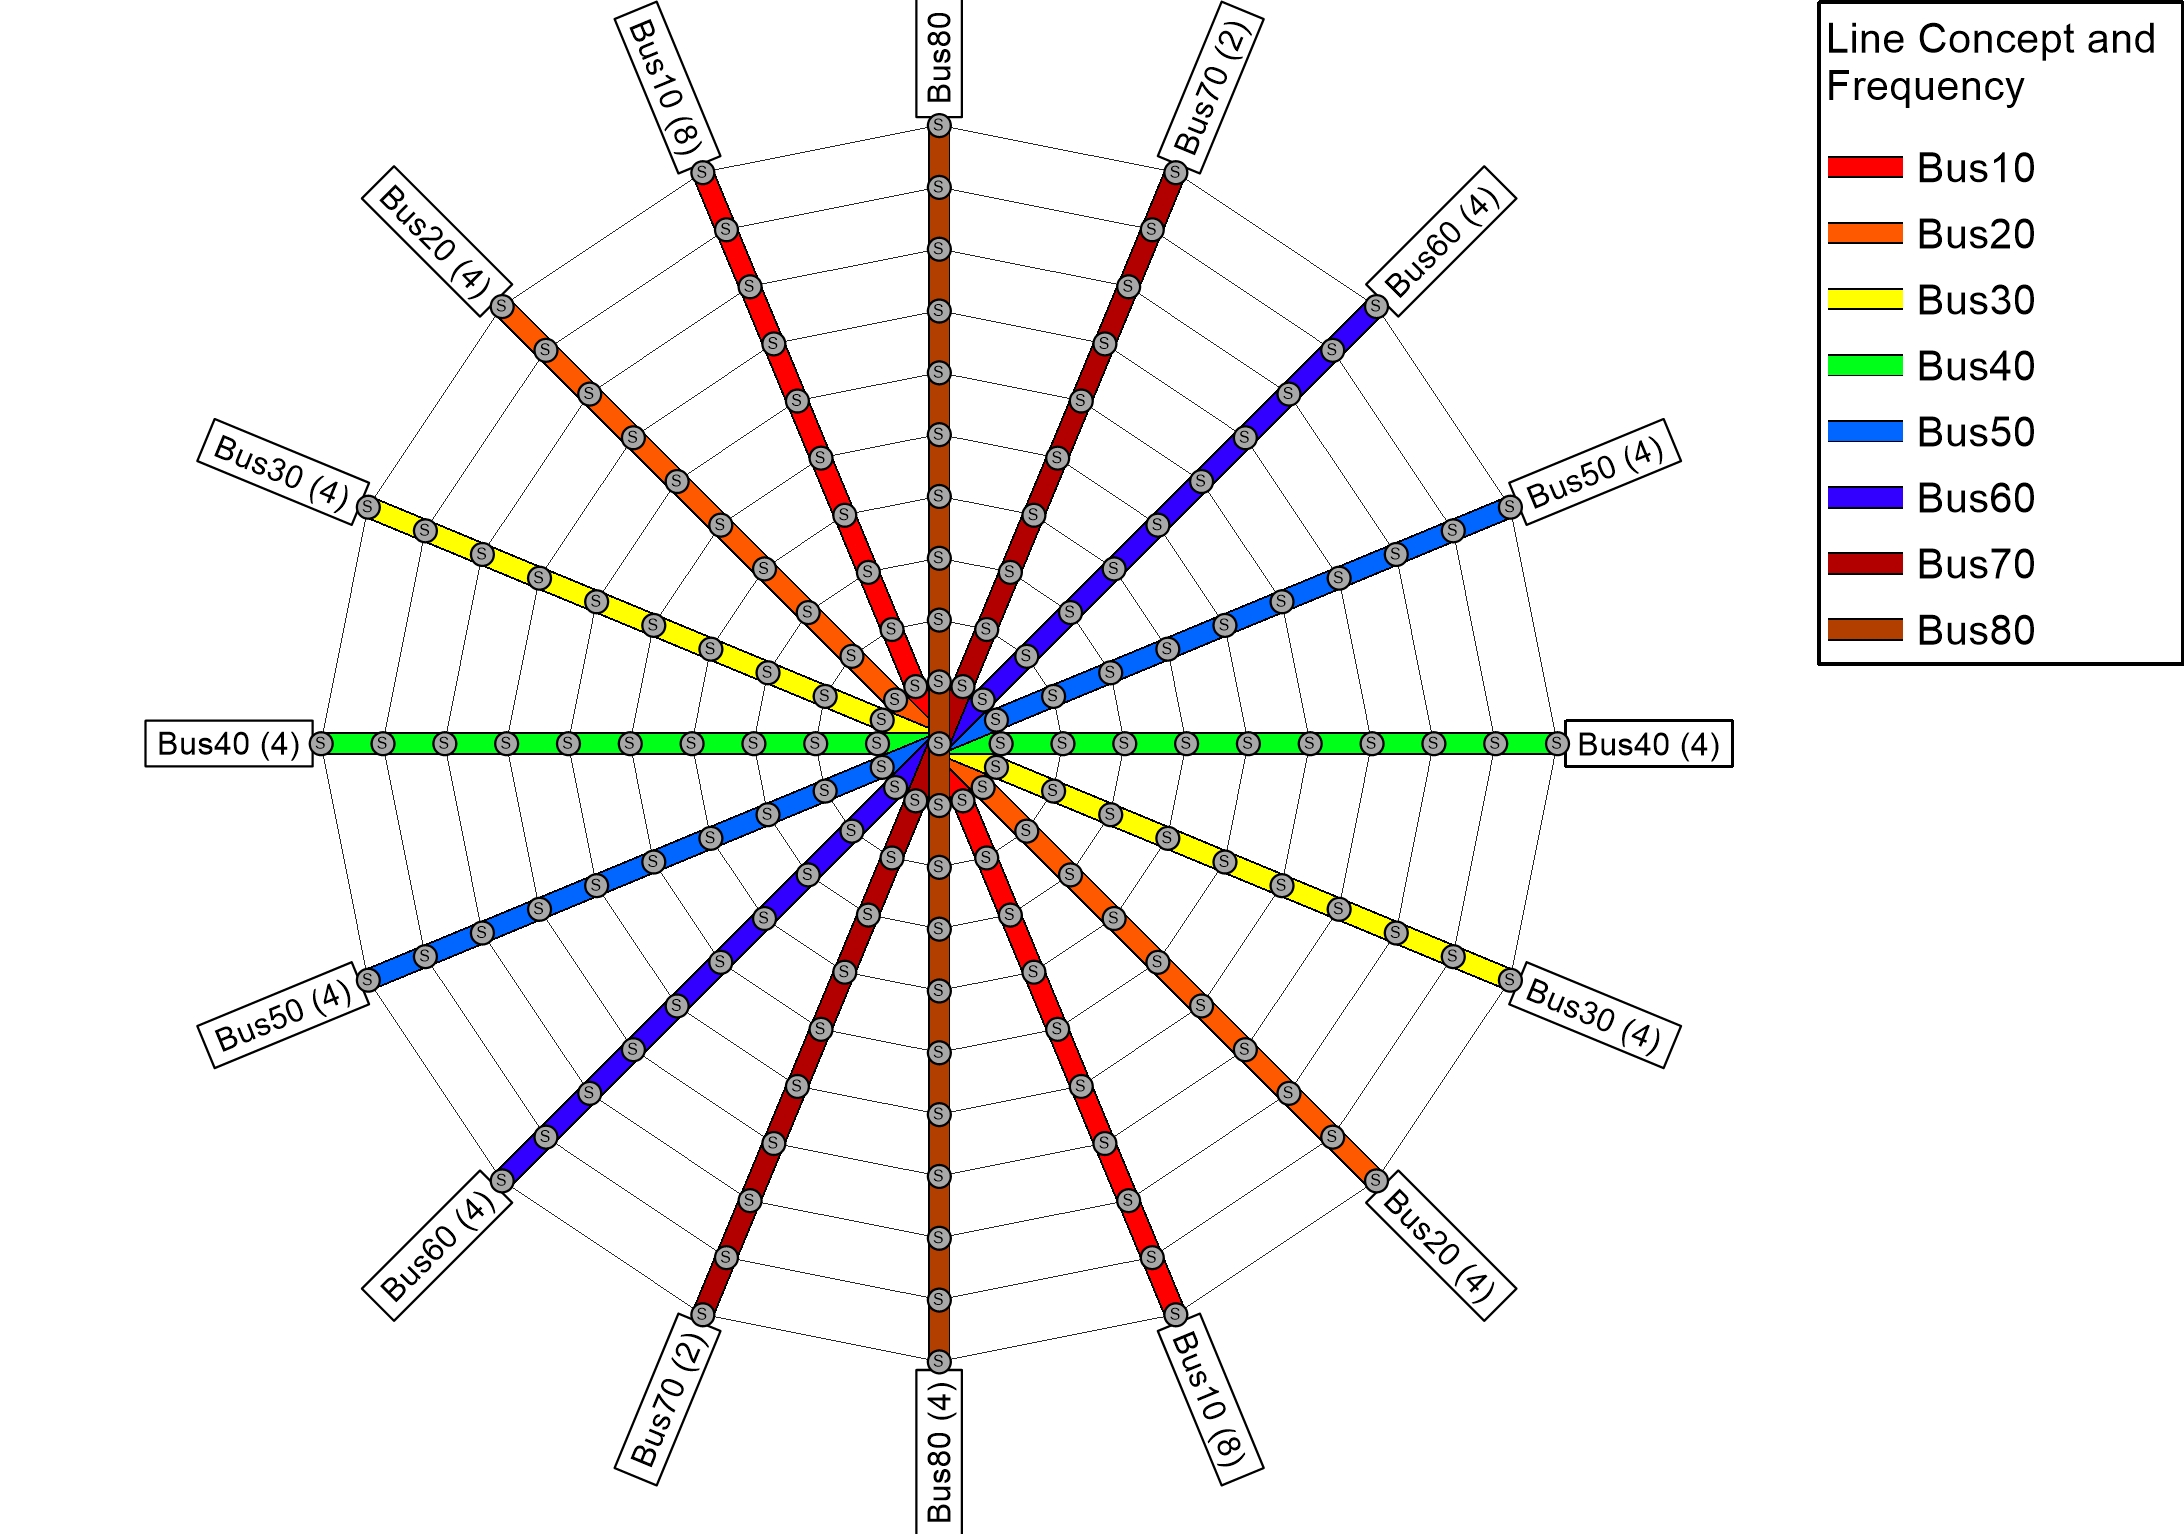 Bus80
Bus10 (8)
Bus70 (2)
Bus20 (4)
Bus60 (4)
Bus30 (4)
Bus50 (4)
Bus40 (4)
Bus40 (4)
Bus50 (4)
Bus30 (4)
Bus60 (4)
Bus20 (4)
Bus70 (2)
Bus80 (4)
Bus10 (8)
Line Concept and
Frequency
Bus10
Bus20
Bus30
Bus40
Bus50
Bus60
Bus70
Bus80